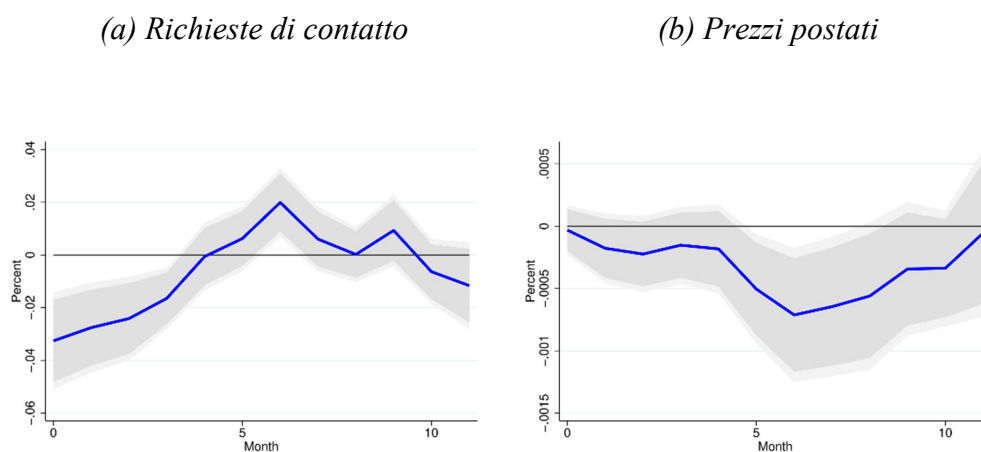 (a) Richieste di contatto
(b) Prezzi postati
.04
.02
0
-.02
-.04
-.06
Percent
0
5
10
Month
.0005
0
-.0005
-.001
-.0015
Percent
0
5
10
Month